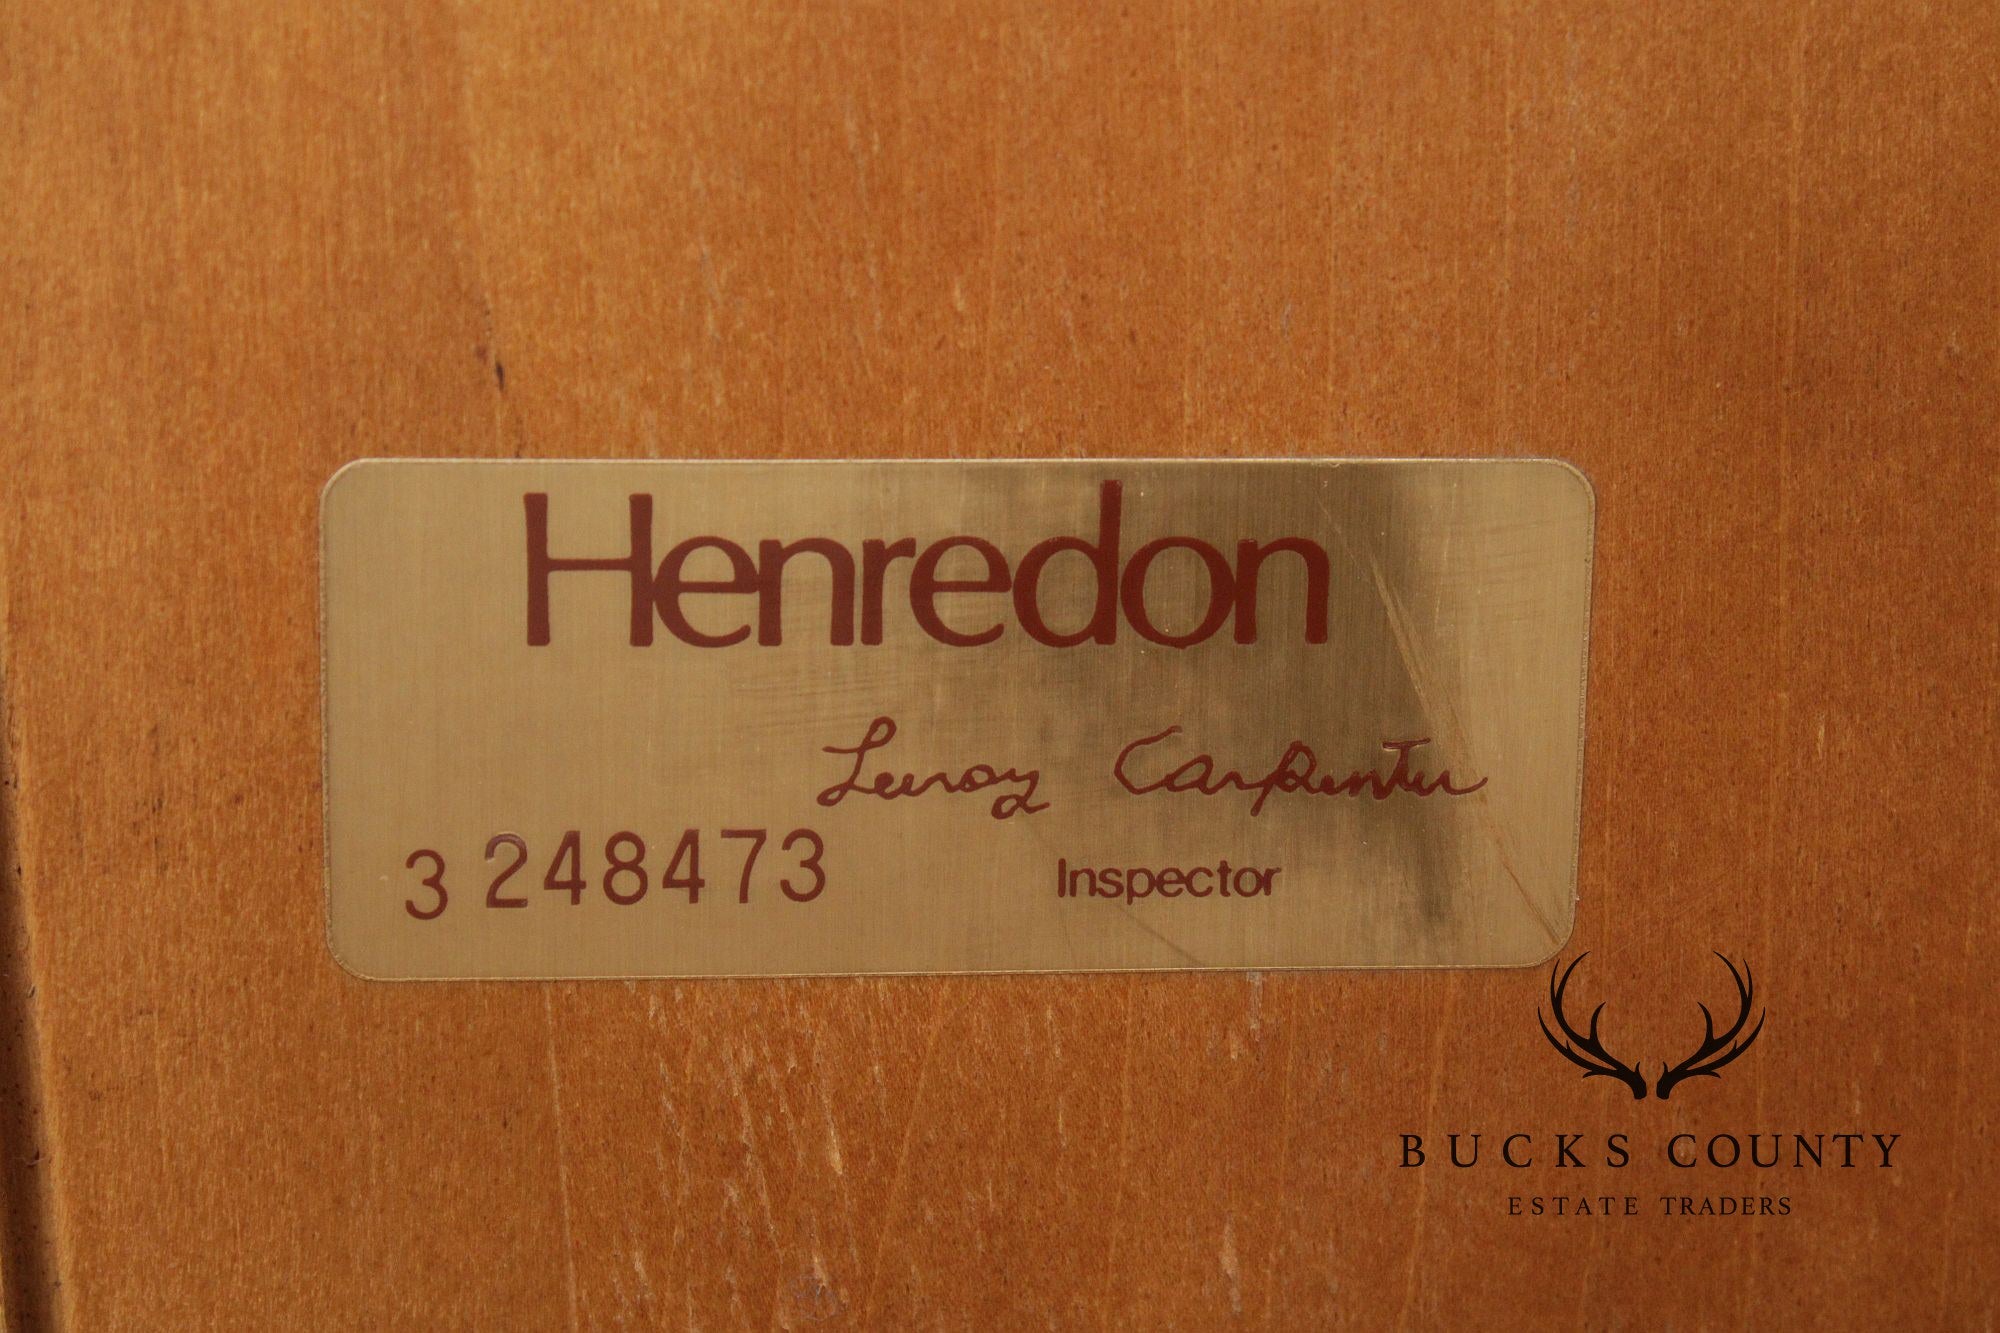 Henredon
Leroy Carpenter
3 248473
Inspector
BUCKS COUNTY
ESTATE TRADERS